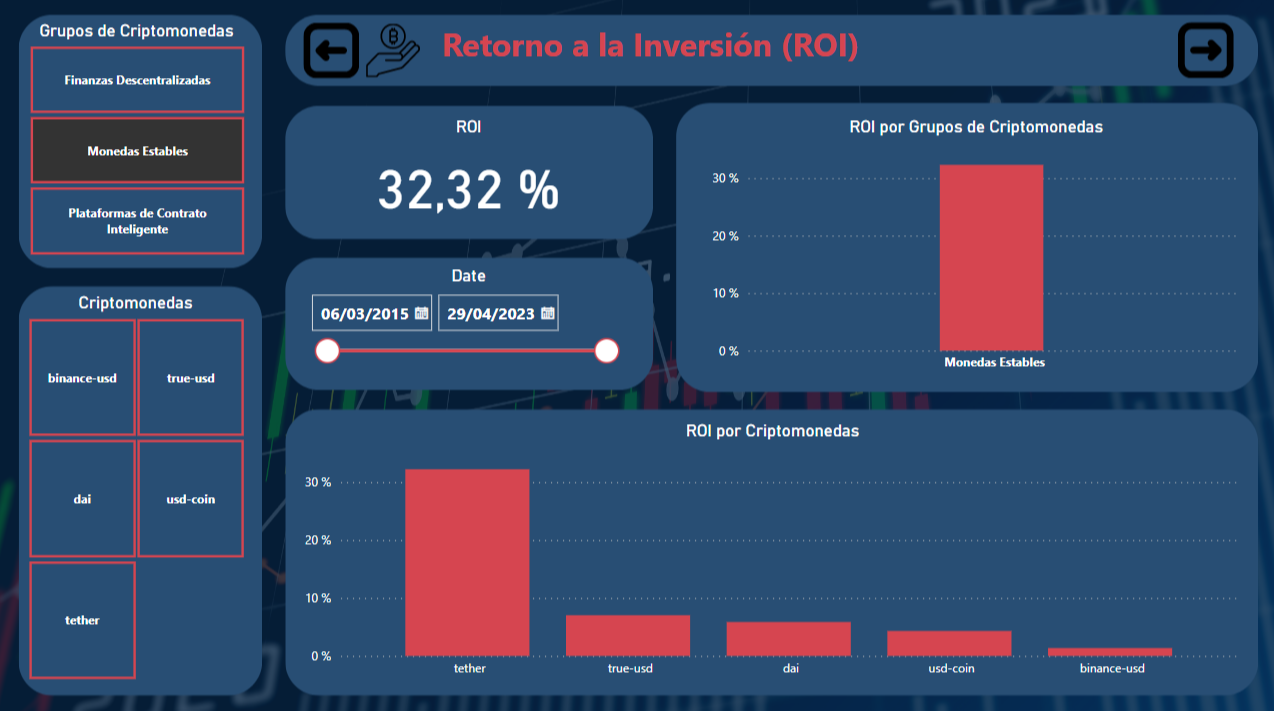 Grupos de Criptomonedas
Finanzas Descentralizadas
Monedas Estables
Plataformas de Contrato
Inteligente
Criptomonedas
binance-usd
true-usd
dai
usd-coin
tether
Retorno a la Inversión (ROI)
ROI
32,32 %
Date
06/03/2015
29/04/2023
ROI por Grupos de Criptomonedas
30 %
20 %
10 %
0 %
Monedas Estables
ROI por Criptomonedas
30 %
20 %
10 %
0 %
tether
true-usd
dai
usd-coin
binance-usd